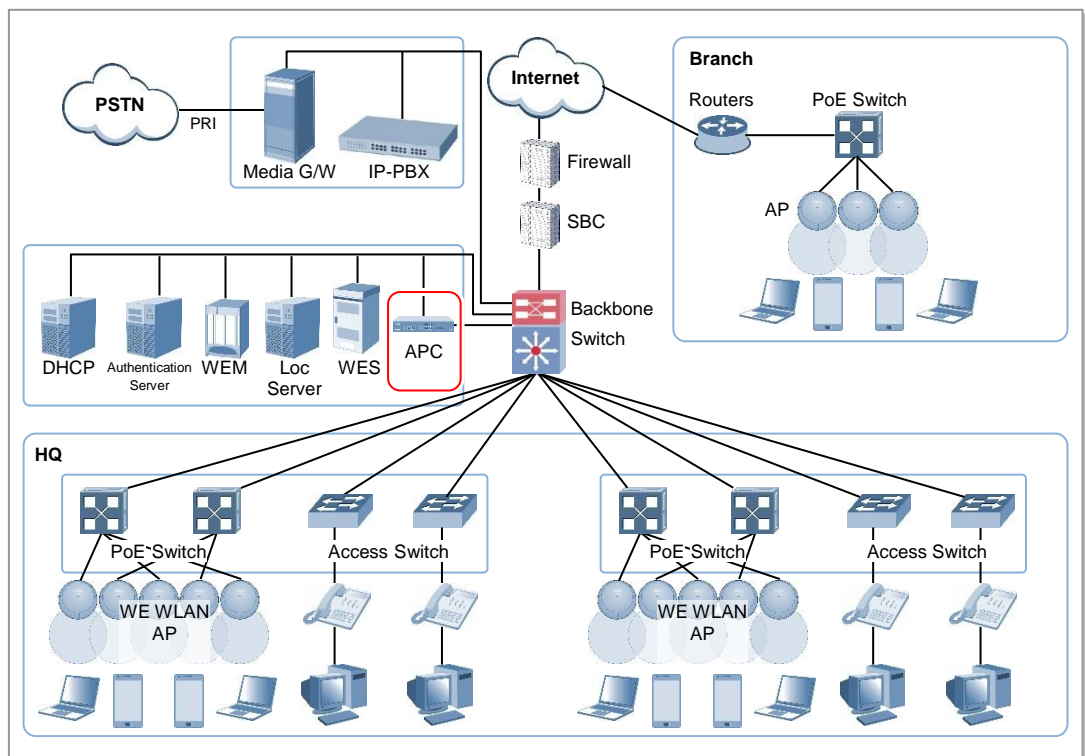 PSTN
PRI
Media G/W
IP-PBX
Internet
Firewall
SBC
Branch
Routers
PoE Switch
AP
DHCP
Authentication
Server
WEM
Loc
Server
WES
APC
Backbone
Switch
HQ
PoE Switch
Access Switch
WE WLAN
AP
PoE Switch
Access Switch
WE WLAN
AP